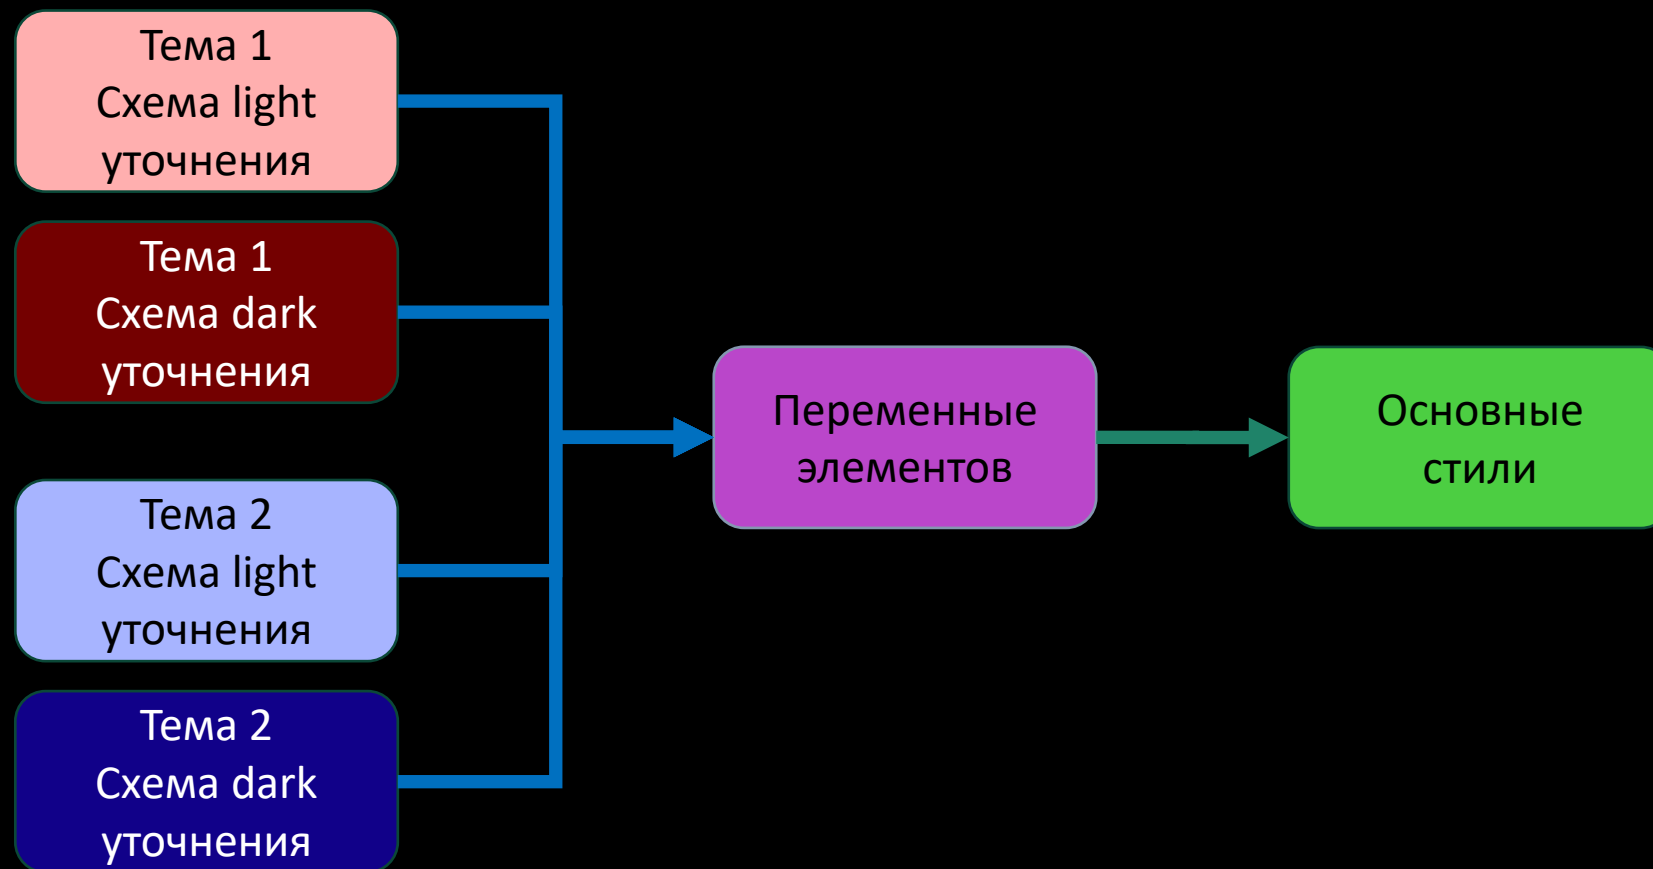 Тема 1
Схема light
уточнения
Тема 1
Схема dark
уточнения
Тема 2
Схема light
уточнения
Тема 2
Схема dark
уточнения
Переменные
элементов
Основные
стили